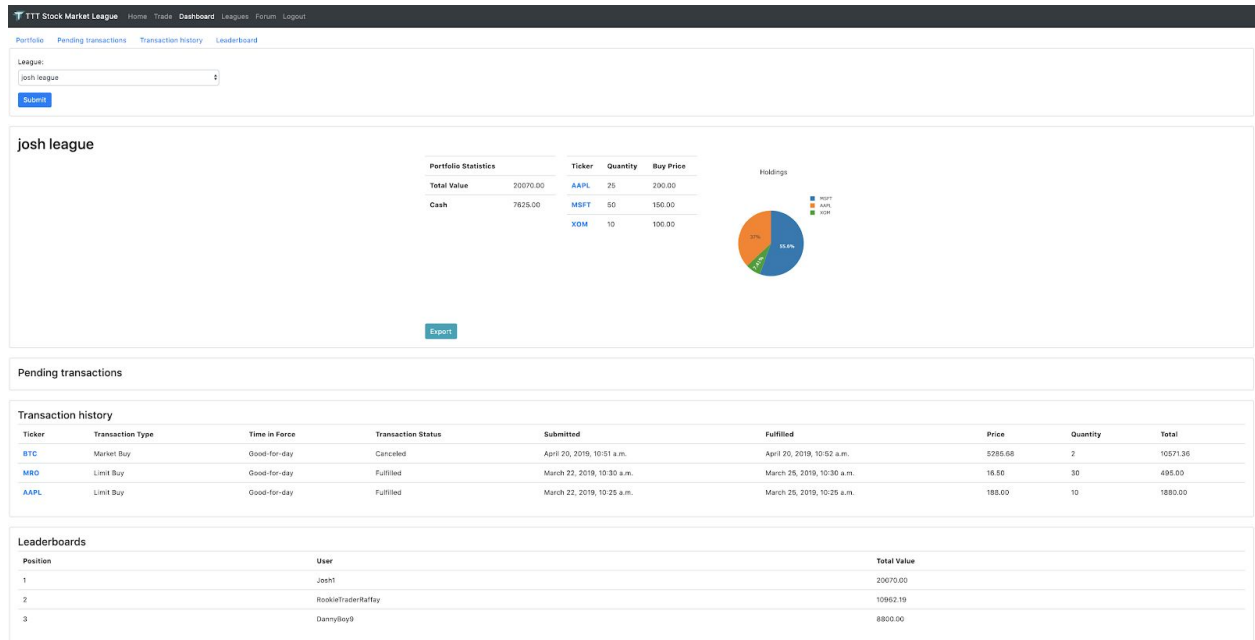 TTT Stock Market League Home Trade Dashboard Leagues Forum Logout
Portfolio Pending transactions Transaction history Leaderboard
League:
josh league
Submit
josh league
Portfolio Statistics
Total Value 20070.00
Cash 7625.00
Ticker Quantity Buy Price
AAPL 25 200.00
MSFT 50 150.00
XOM 10 100.00
Holdings
MSFT
AAPL
XOM
37%
55.6%
7.41%
Export
Pending transactions
Transaction history
Ticker Transaction Type Time in Force Transaction Status Submitted Fulfilled Price Quantity Total
BTC Market Buy Good-for-day Canceled April 20, 2019, 10:51 a.m. April 20, 2019, 10:52 a.m. 5285.68 2 10571.36
MRO Limit Buy Good-for-day Fulfilled March 22, 2019, 10:30 a.m. March 25, 2019, 10:30 a.m. 16.50 30 495.00
AAPL Limit Buy Good-for-day Fulfilled March 22, 2019, 10:25 a.m. March 25, 2019, 10:25 a.m. 188.00 10 1880.00
Leaderboards
Position User Total Value
1 Josh1 20070.00
2 RookieTraderRaffay 10962.19
3 DannyBoy9 8800.00